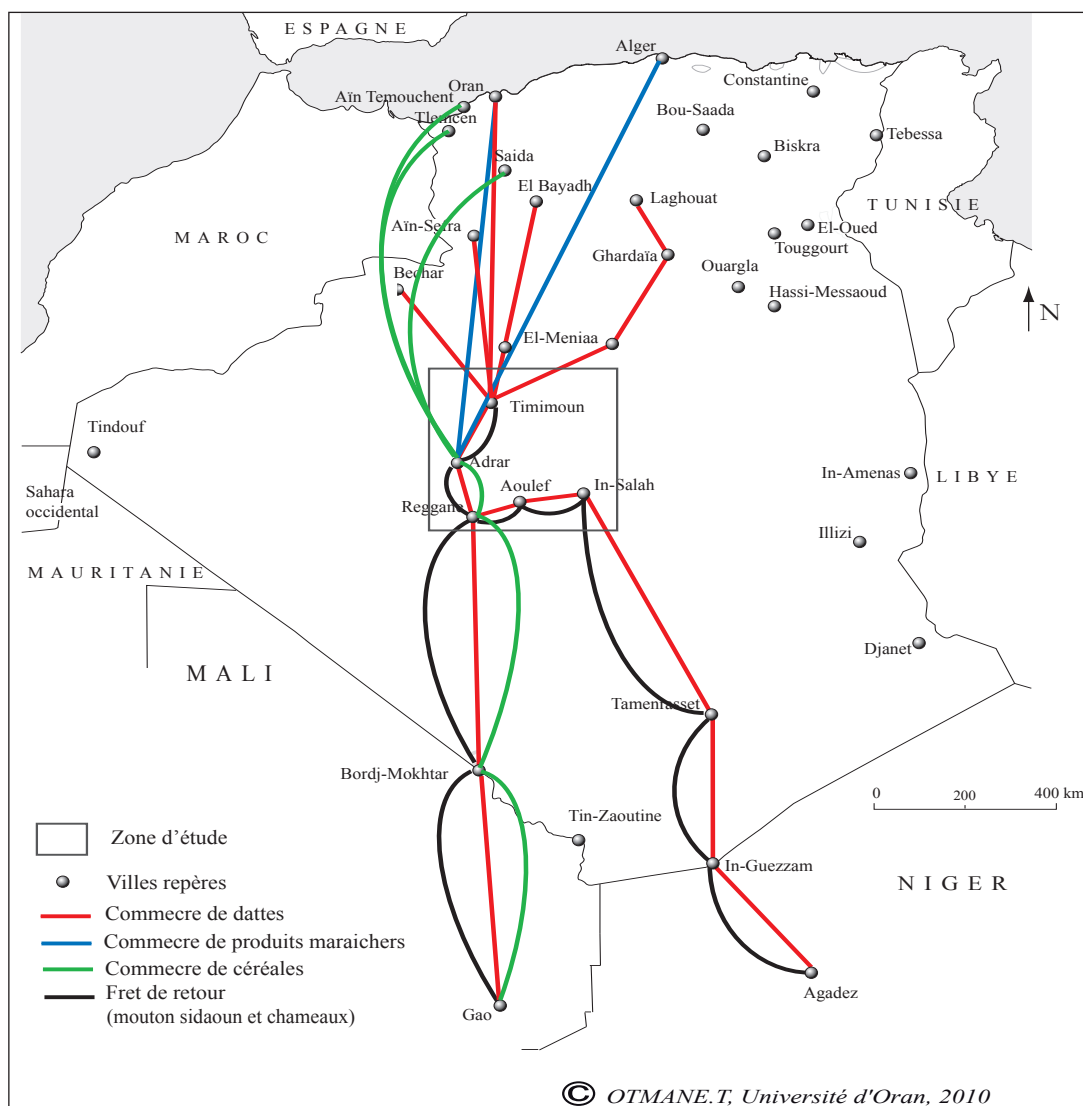 ESPAGNE
Alger
Oran
Constantine
Aïn Temouchent
Tlemcen
Bou-Saada
Tebessa
Biskra
Saida
El Bayadh
Laghouat
TUNISIE
El-Oued
MAROC
Aïn-Sefra
Touggourt
Ghardaïa
Ouargla
Bechar
Hassi-Messaoud
N
El-Meniaa
Timimoun
Tindouf
Adrar
In-Amenas
LIBYE
Aoulef
In-Salah
Sahara
occidental
Reggane
Illizi
MAURITANIE
Djanet
MALI
Tamenrasset
Bordj-Mokhtar
0 200 400 km
Tin-Zaoutine
Zone d'étude
In-Guezzam
Villes repères
NIGER
Commecre de dattes
Commecre de produits maraichers
Commecre de céréales
Fret de retour
(mouton sidaoun et chameaux)
Agadez
Gao
© OTMANE.T, Université d'Oran, 2010